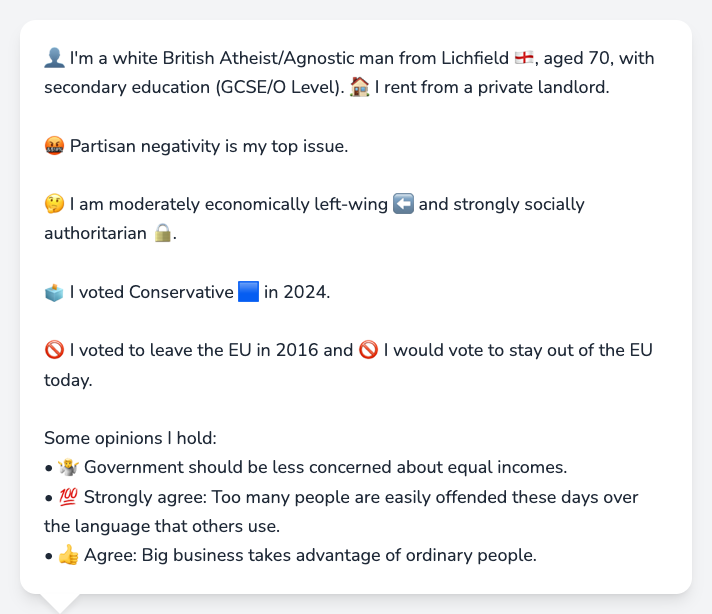 👤 I'm a white British Atheist/Agnostic man from Lichfield 🏴󠁧󠁢󠁥󠁮󠁧󠁿, aged 70, with
secondary education (GCSE/O Level). 🏠 I rent from a private landlord.
🤬 Partisan negativity is my top issue.
🤔 I am moderately economically left-wing ⬅️ and strongly socially
authoritarian 🔒.
🗳️ I voted Conservative 🟦 in 2024.
🚫 I voted to leave the EU in 2016 and 🚫 I would vote to stay out of the EU
today.
Some opinions I hold:
• 🤷 Government should be less concerned about equal incomes.
• 💯 Strongly agree: Too many people are easily offended these days over
the language that others use.
• 👍 Agree: Big business takes advantage of ordinary people.